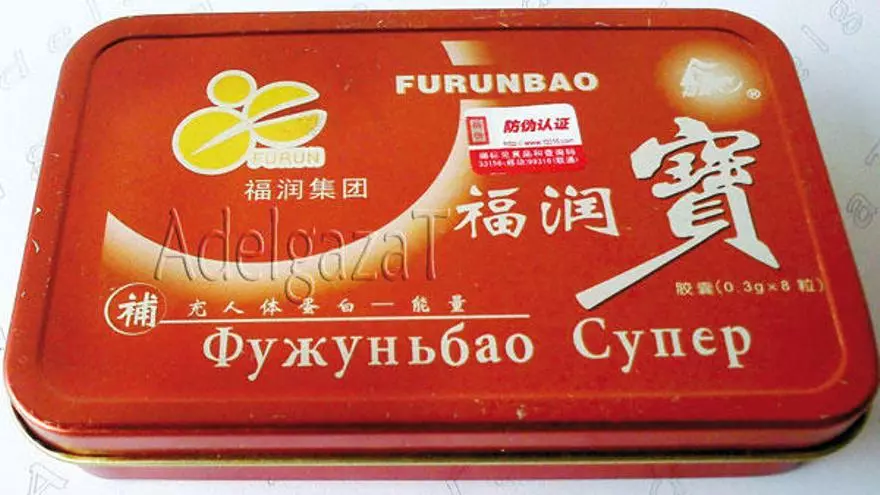 FURUNBAO
®
FURUN
福润集团
防伪认证
福润寶
胶囊(0.3g×8粒)
AdelgazaT
補 充人体蛋白—能量
Фужуньбао Супер